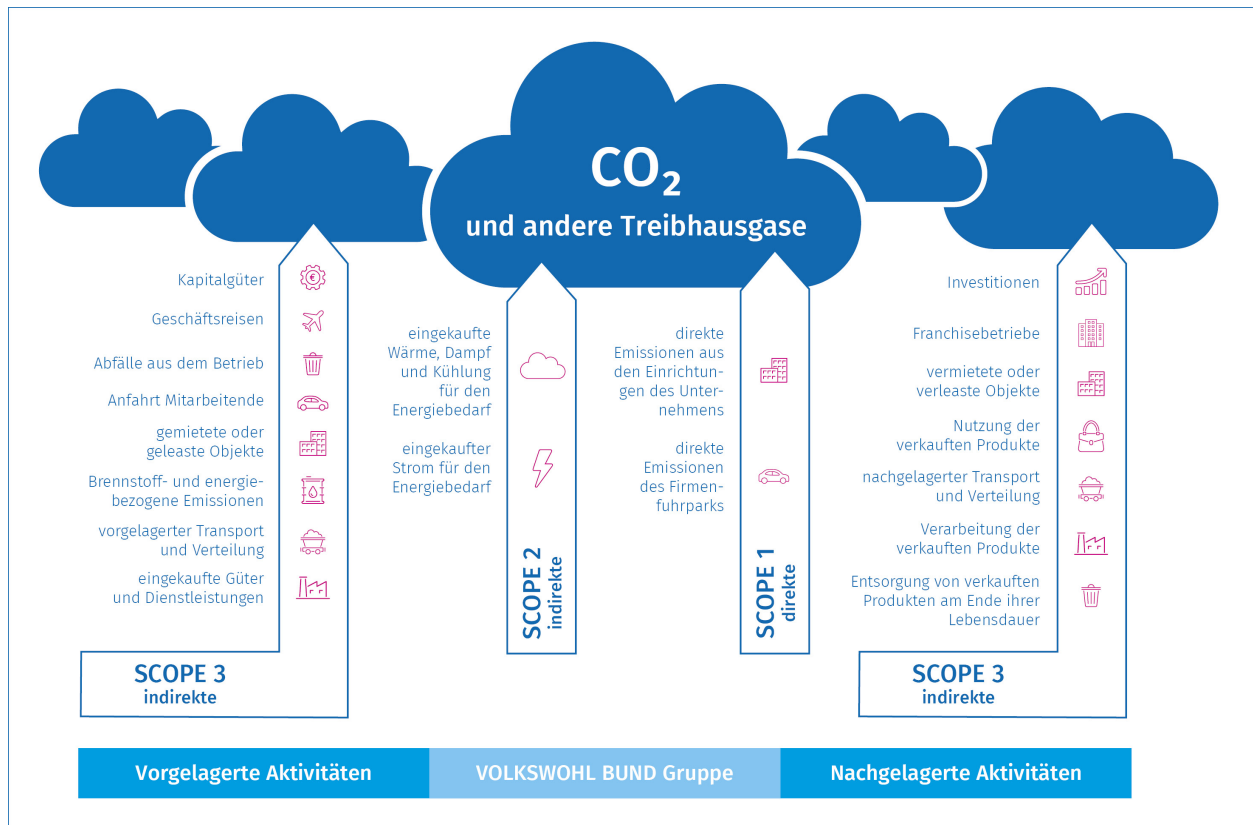 CO₂
und andere Treibhausgase
Kapitalgüter
Geschäftsreisen
Abfälle aus dem Betrieb
Anfahrt Mitarbeitende
gemietete oder
geleaste Objekte
Brennstoff- und energie-
bezogene Emissionen
vorgelagerter Transport
und Verteilung
eingekaufte Güter
und Dienstleistungen
SCOPE 3
indirekte
eingekaufte
Wärme, Dampf
und Kühlung
für den
Energiebedarf
eingekaufter
Strom für den
Energiebedarf
SCOPE 2
indirekte
direkte
Emissionen aus
den Einrichtun-
gen des Unter-
nehmens
direkte
Emissionen
des Firmen-
fuhrparks
SCOPE 1
direkte
Investitionen
Franchisebetriebe
vermietete oder
verleaste Objekte
Nutzung der
verkauften Produkte
nachgelagerter Transport
und Verteilung
Verarbeitung der
verkauften Produkte
Entsorgung von verkauften
Produkten am Ende ihrer
Lebensdauer
SCOPE 3
indirekte
Vorgelagerte Aktivitäten
VOLKSWOHL BUND Gruppe
Nachgelagerte Aktivitäten